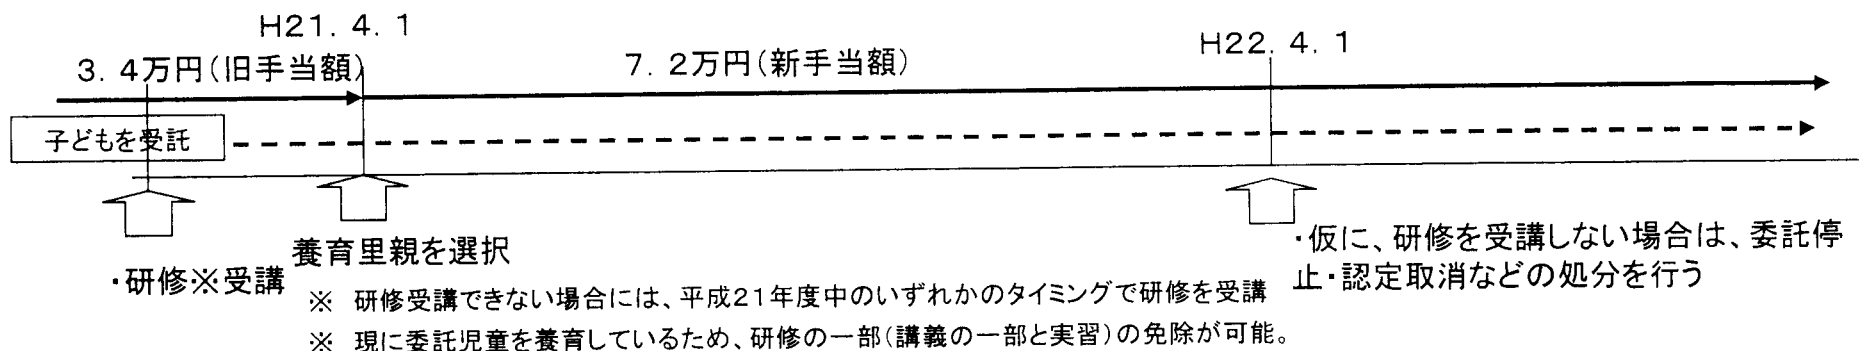 H21．4．1
H22．4．1
3．4万円（旧手当額）
7．2万円（新手当額）
子どもを受託
・研修※受講
養育里親を選択
※　研修受講できない場合には、平成21年度中のいずれかのタイミングで研修を受講
※　現に委託児童を養育しているため、研修の一部（講義の一部と実習）の免除が可能。
・仮に、研修を受講しない場合は、委託停
止・認定取消などの処分を行う